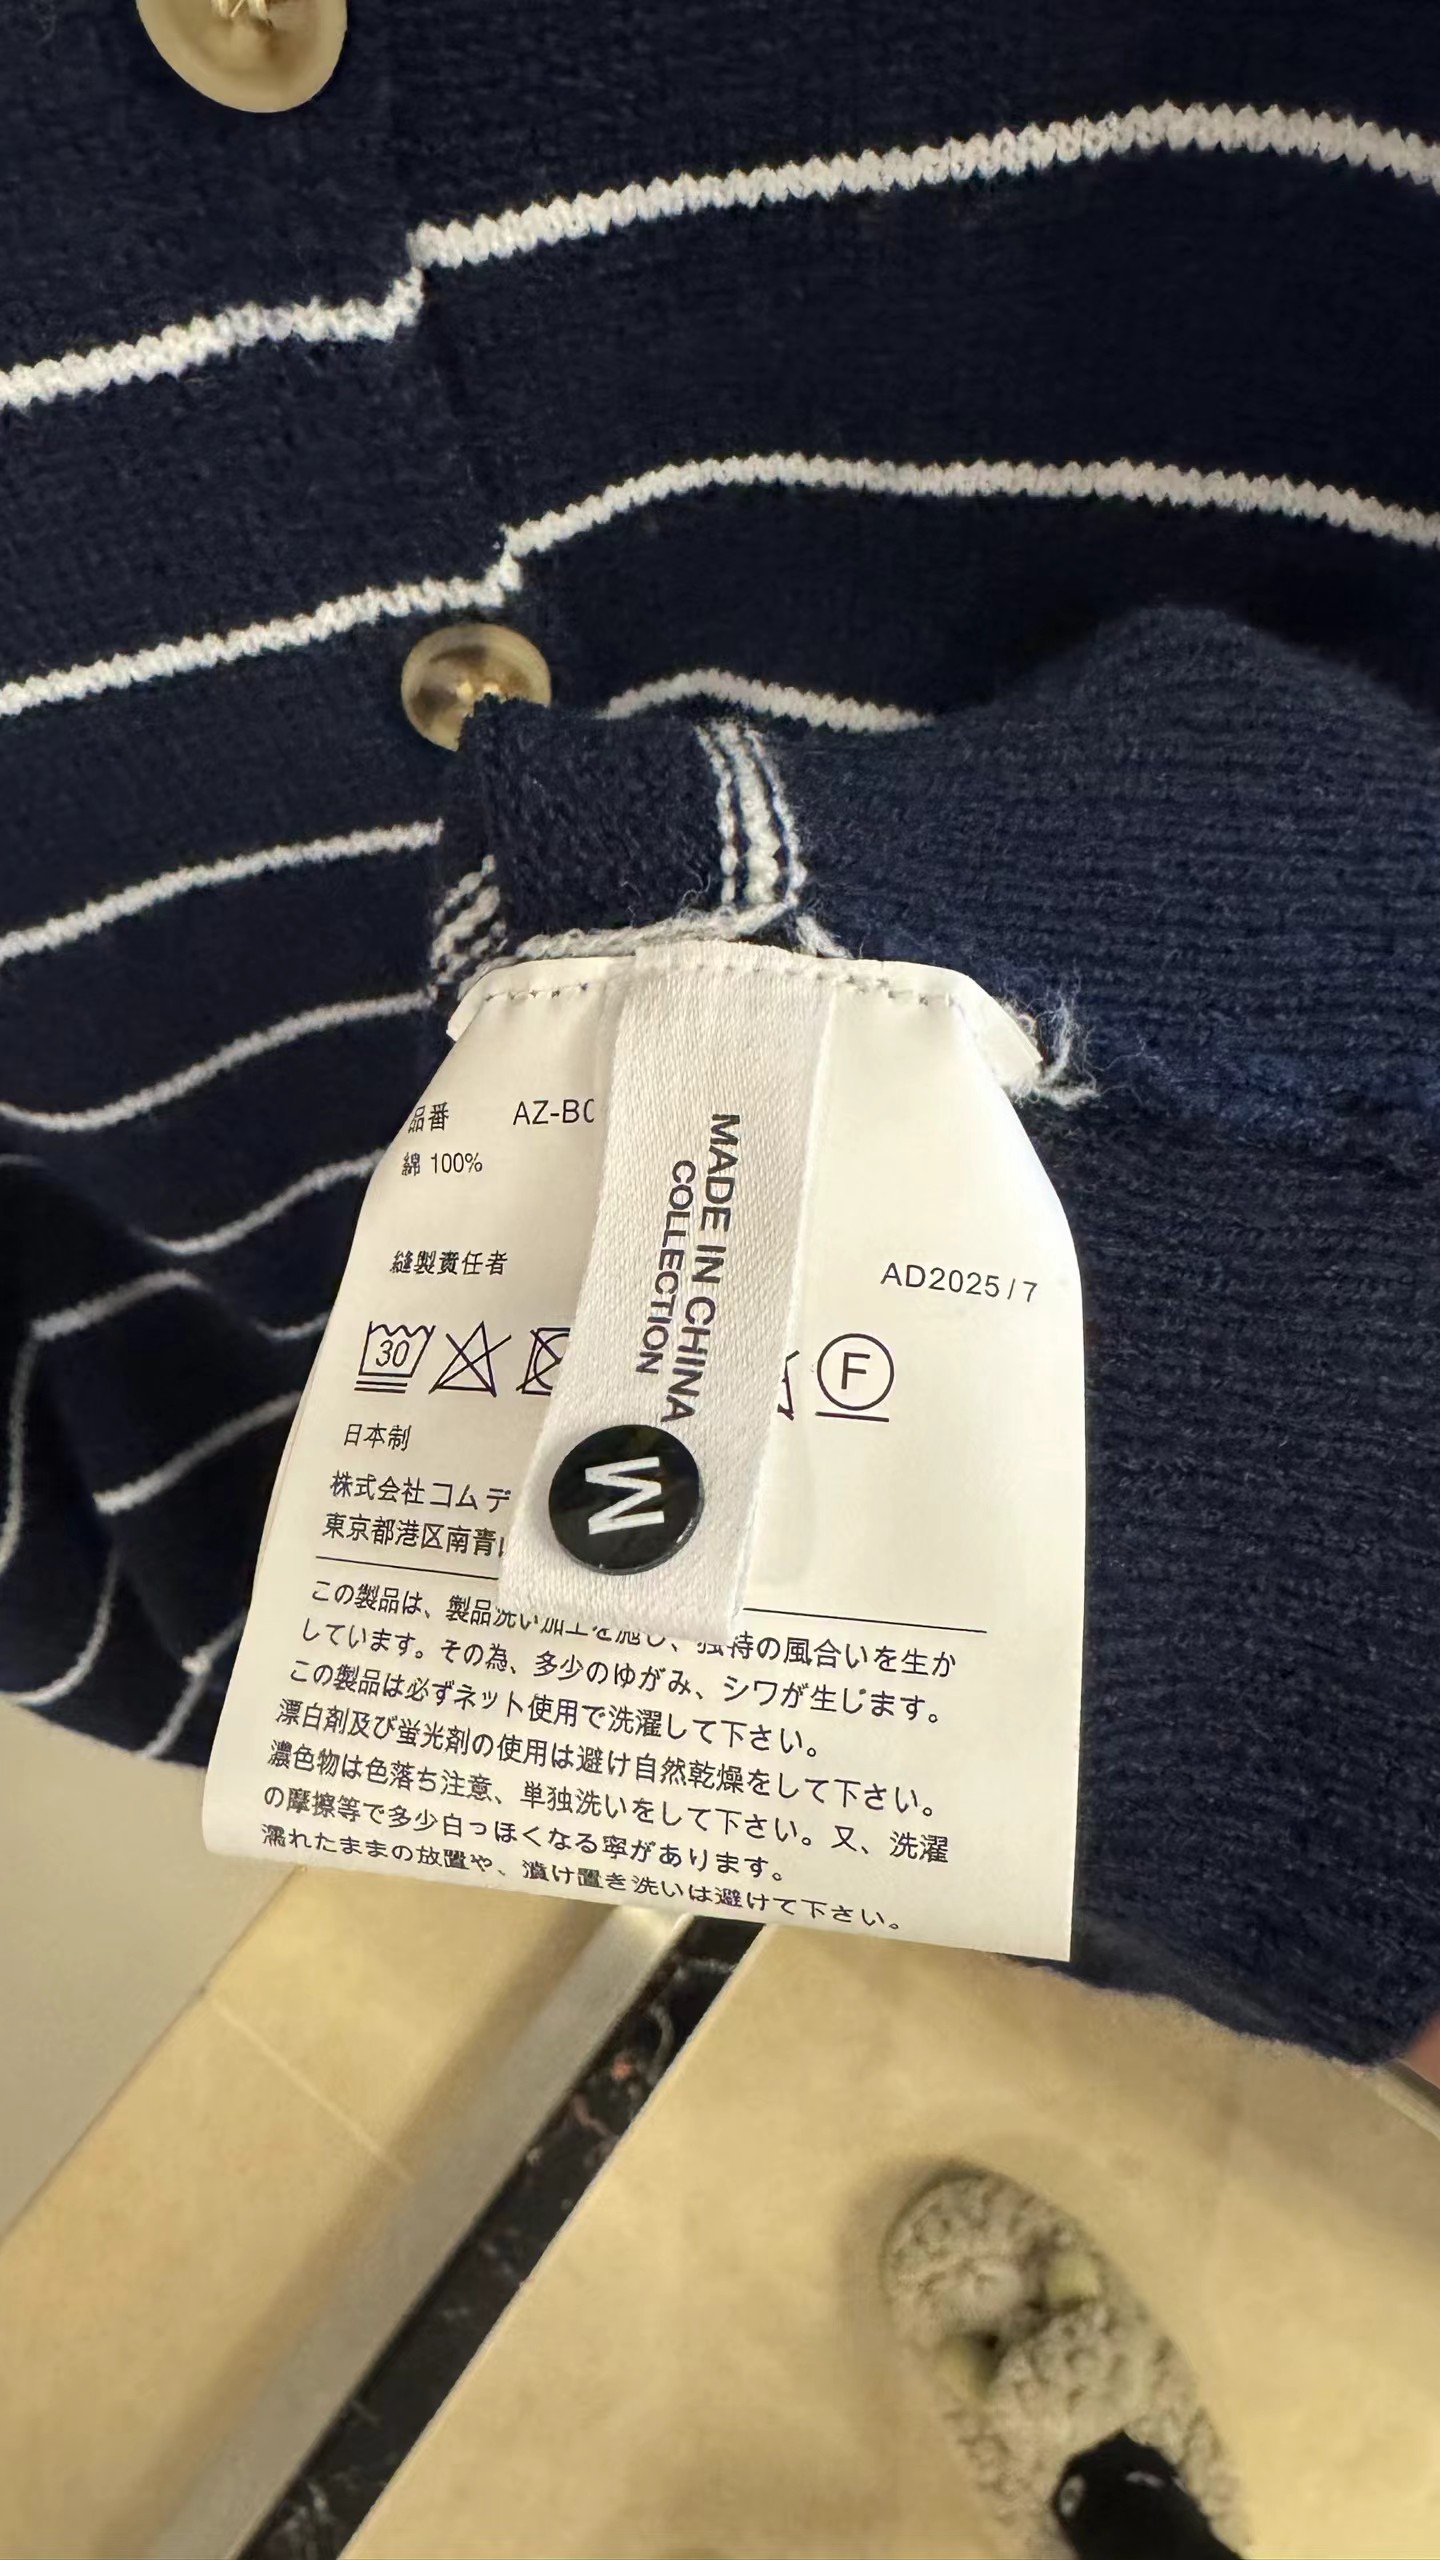 品番 AZ-BC
綿 100%
縫製責任者
AD2025/7
30
F
日本制
株式会社コムデ
東京都港区南青
MADE IN CHINA
COLLECTION
M
この製品は、製品洗い加工を施し、独特の風合いを生か
しています。その為、多少のゆがみ、シワが生じます。
この製品は必ずネット使用で洗濯して下さい。
漂白剤及び蛍光剤の使用は避け自然乾燥をして下さい。
濃色物は色落ち注意、単独洗いをして下さい。又、洗濯
の摩擦等で多少白っぽくなる事があります。
濡れたままの放置や、漬け置き洗いは避けて下さい。